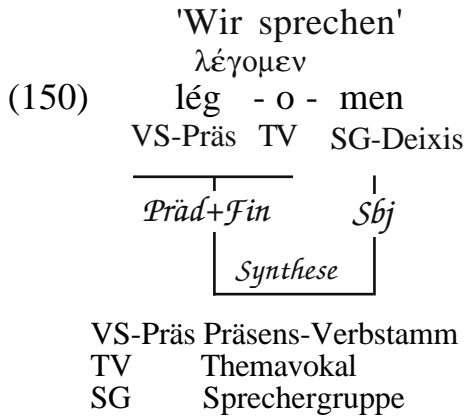 'Wir sprechen'
λέγομεν
(150) lég - o - men
VS-Präs TV SG-Deixis
Präd+Fin Sbj
Synthese
VS-Präs Präsens-Verbstamm
TV Themavokal
SG Sprechergruppe